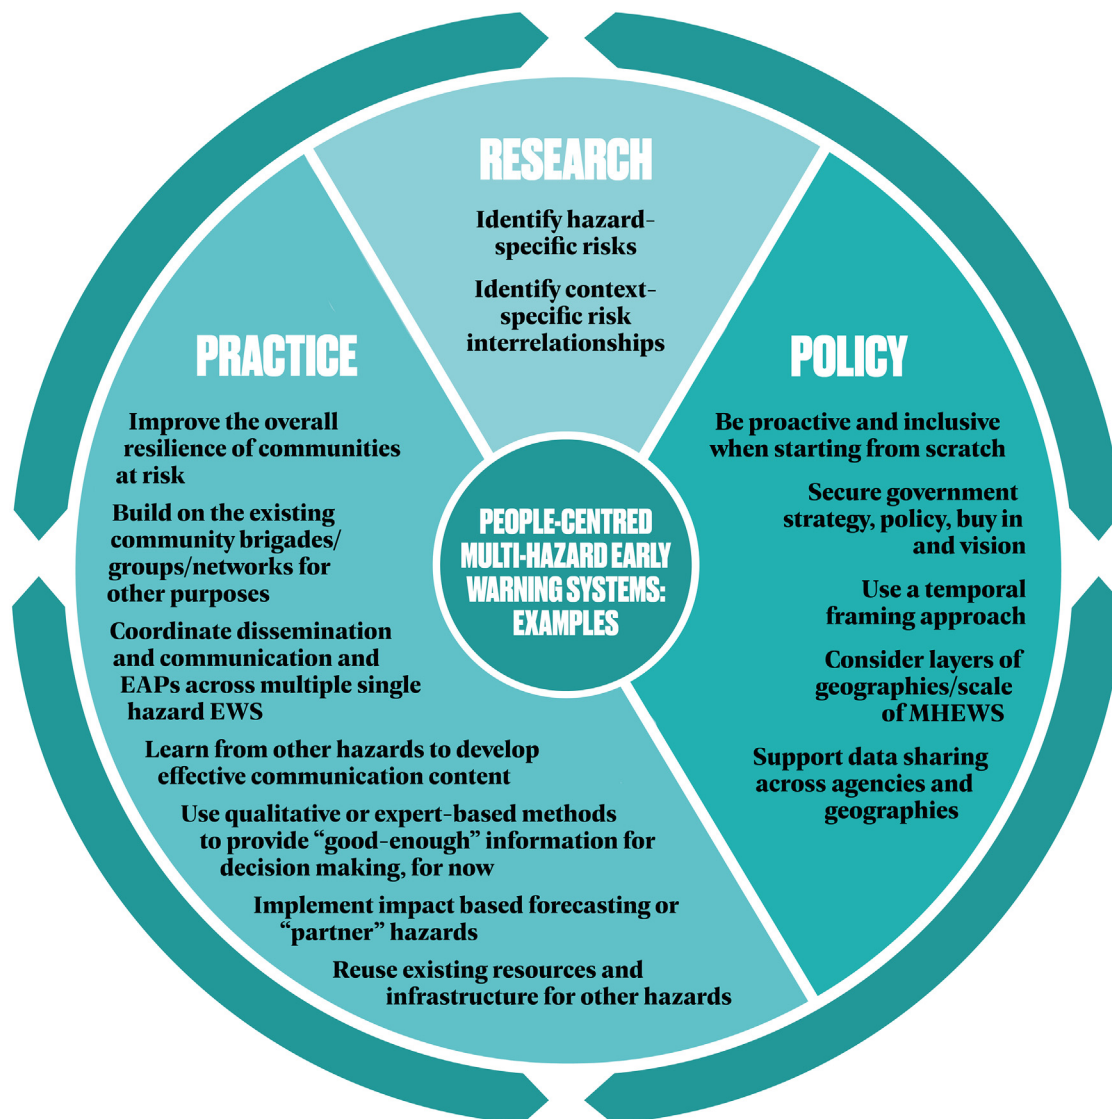 RESEARCH
Identify hazard-
specific risks
Identify context-
specific risk
interrelationships
PRACTICE
Improve the overall
resilience of communities
at risk
Build on the existing
community brigades/
groups/networks for
other purposes
Coordinate dissemination
and communication and
EAPs across multiple single
hazard EWS
Learn from other hazards to develop
effective communication content
Use qualitative or expert-based methods
to provide “good-enough” information for
decision making, for now
Implement impact based forecasting or
“partner” hazards
Reuse existing resources and
infrastructure for other hazards
PEOPLE-CENTRED
MULTI-HAZARD EARLY
WARNING SYSTEMS:
EXAMPLES
POLICY
Be proactive and inclusive
when starting from scratch
Secure government
strategy, policy, buy in
and vision
Use a temporal
framing approach
Consider layers of
geographies/scale
of MHEWS
Support data sharing
across agencies and
geographies